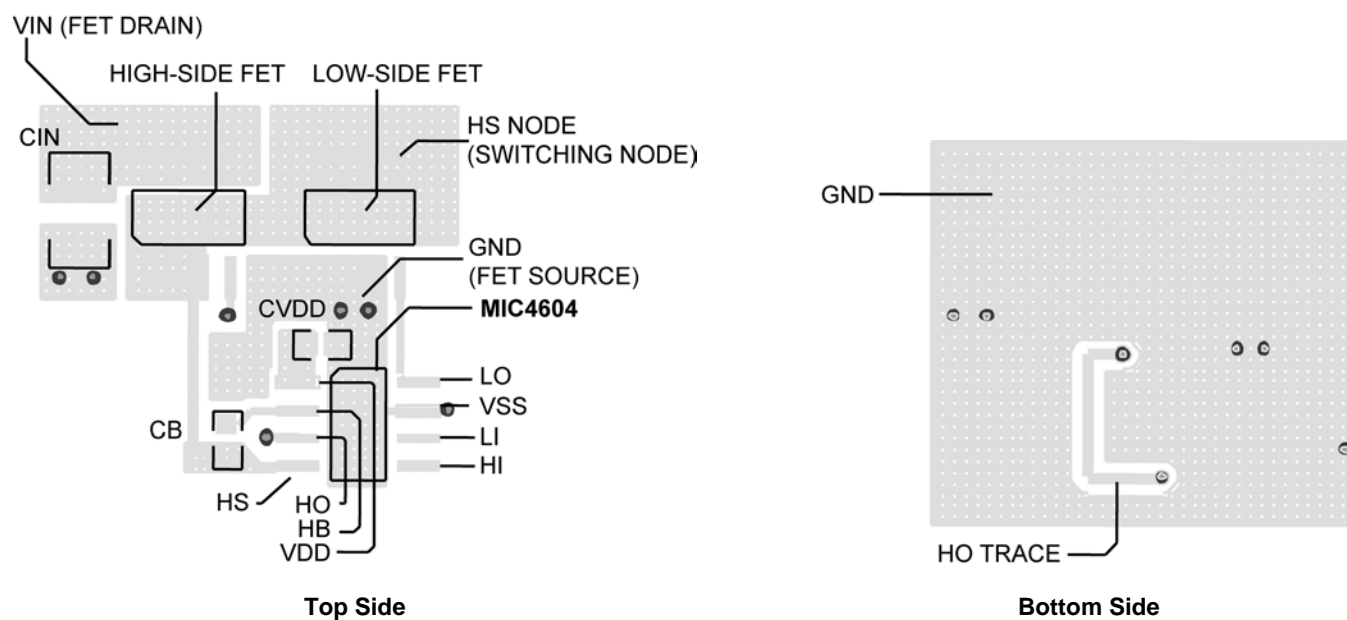 VIN (FET DRAIN)
HIGH-SIDE FET
LOW-SIDE FET
CIN
HS NODE
(SWITCHING NODE)
GND
(FET SOURCE)
CVDD
MIC4604
LO
VSS
CB
LI
HI
HS
HO
HB
VDD
Top Side
GND
HO TRACE
Bottom Side